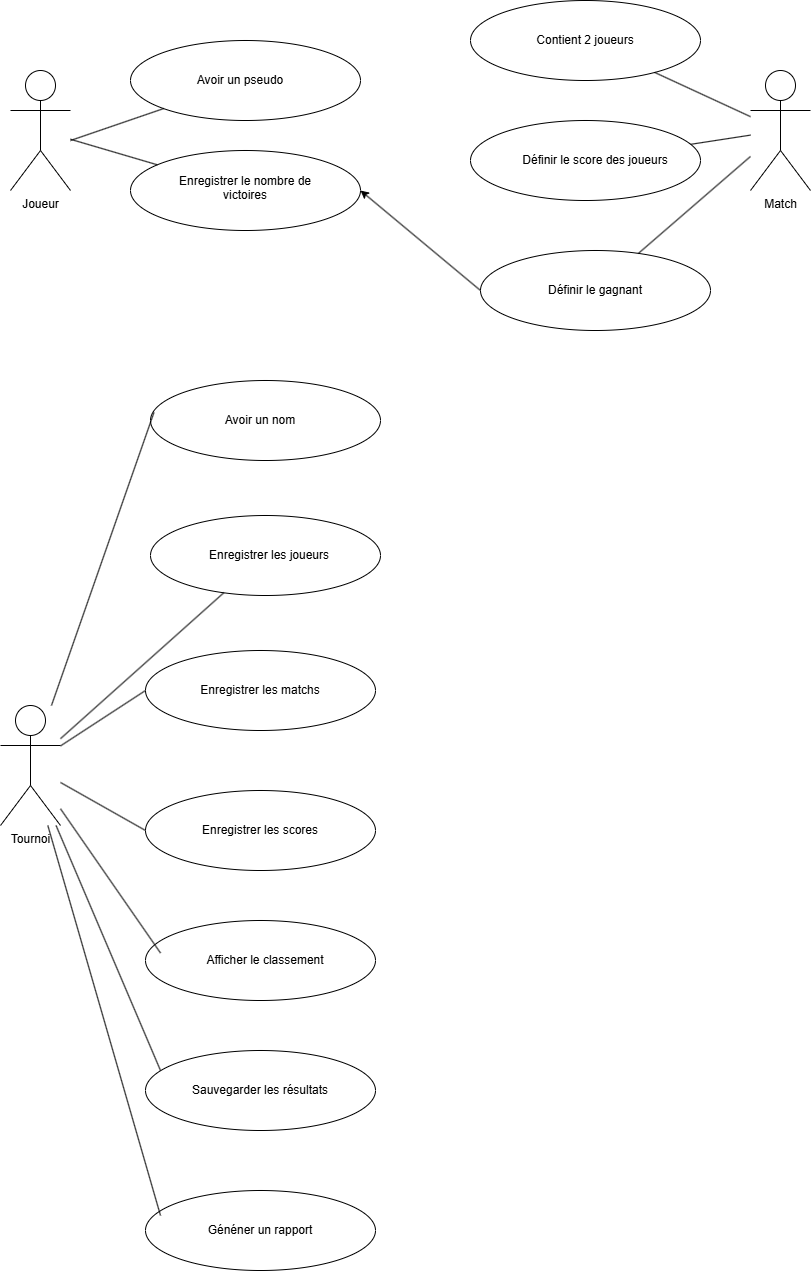 Contient 2 joueurs
Avoir un pseudo
Définir le score des joueurs
Enregistrer le nombre de
victoires
Joueur
Match
Définir le gagnant
Avoir un nom
Enregistrer les joueurs
Enregistrer les matchs
Enregistrer les scores
Tournoi
Afficher le classement
Sauvegarder les résultats
Généner un rapport